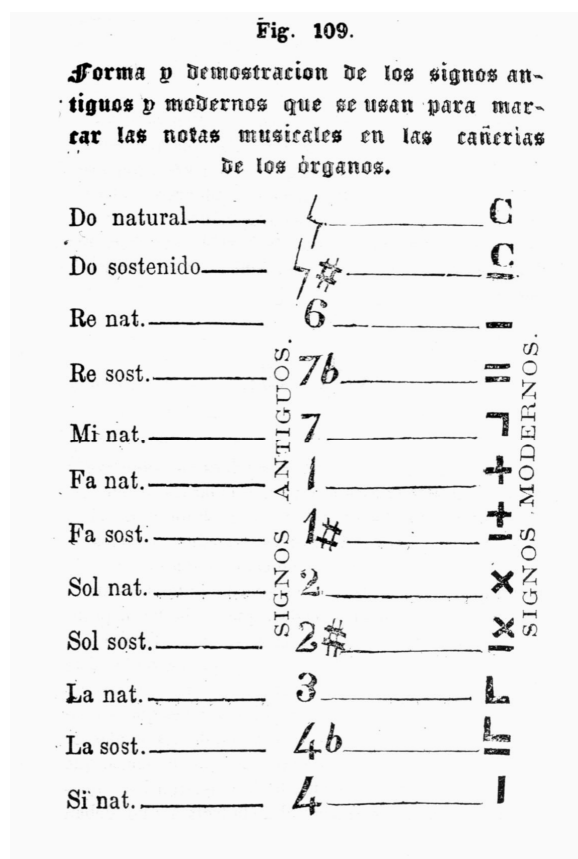 Fig. 109.
Forma y demostracion de los signos an-
tiguos y modernos que se usan para mar-
car las notas musicales en las cañerias
de los órganos.
Do natural C
Do sostenido # C
Re nat. 6 –
Re sost. 7b =
Mi nat. 7 ㄱ
Fa nat. 1 +
Fa sost. 1# ±
Sol nat. 2 ×
Sol sost. 2# ×
La nat. 3 L
La sost. 4b L
Si nat. 4 I
SIGNOS ANTIGUOS.
SIGNOS MODERNOS.